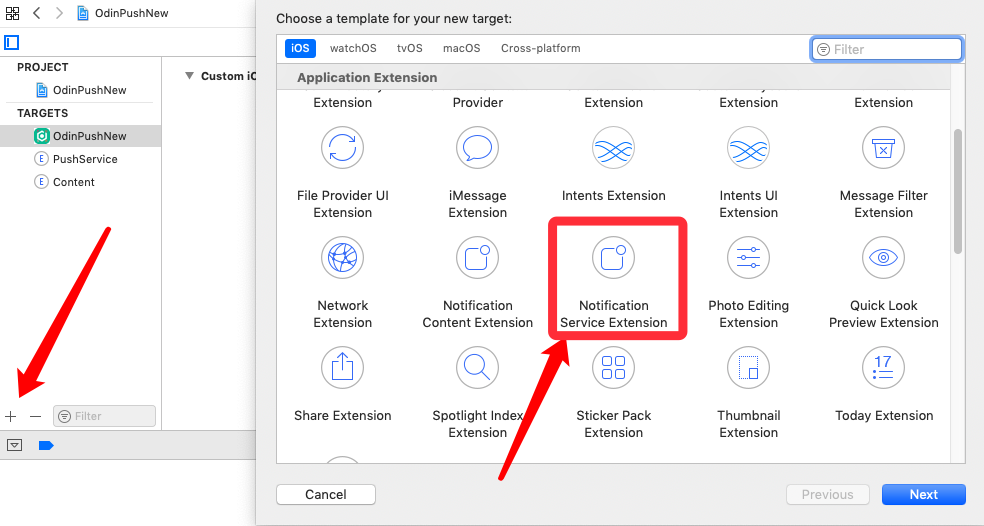 OdinPushNew
PROJECT
OdinPushNew
TARGETS
OdinPushNew
E PushService
E Content
Filter
Choose a template for your new target:
iOS watchOS tvOS macOS Cross-platform
Filter
Application Extension
Extension
Provider
Extension
Extension
Extension
File Provider UI
Extension
iMessage
Extension
Intents Extension
Intents UI
Extension
Message Filter
Extension
Network
Extension
Notification
Content Extension
Notification
Service Extension
Photo Editing
Extension
Quick Look
Preview Extension
17
Share Extension
Spotlight Index
Extension
Sticker Pack
Extension
Thumbnail
Extension
Today Extension
Cancel
Previous
Next